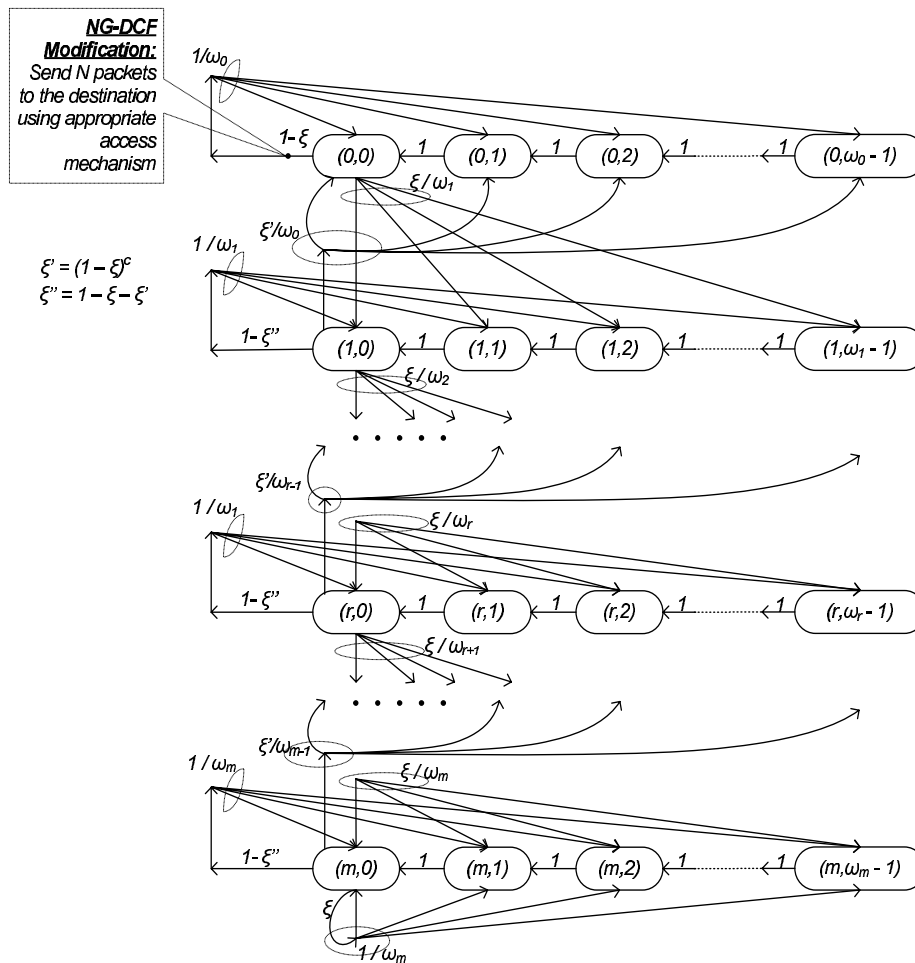 NG-DCF
Modification:
Send N packets
to the destination
using appropriate
access
mechanism
1/ω₀
1-ξ
(0,0) 1 (0,1) 1 (0,2) 1 1 (0,ω₀-1)
ξ/ω₁
ξ'/ω₀
ξ' = (1-ξ)ᶜ
ξ'' = 1-ξ-ξ'
1/ω₁
1-ξ''
(1,0) 1 (1,1) 1 (1,2) 1 1 (1,ω₁-1)
ξ/ω₂
ξ'/ωᵣ₋₁
1/ω₁
ξ/ωᵣ
1-ξ''
(r,0) 1 (r,1) 1 (r,2) 1 1 (r,ωᵣ-1)
ξ/ωᵣ₊₁
ξ'/ωₘ₋₁
1/ωₘ
ξ/ωₘ
1-ξ''
(m,0) 1 (m,1) 1 (m,2) 1 1 (m,ωₘ-1)
ξ
1/ωₘ